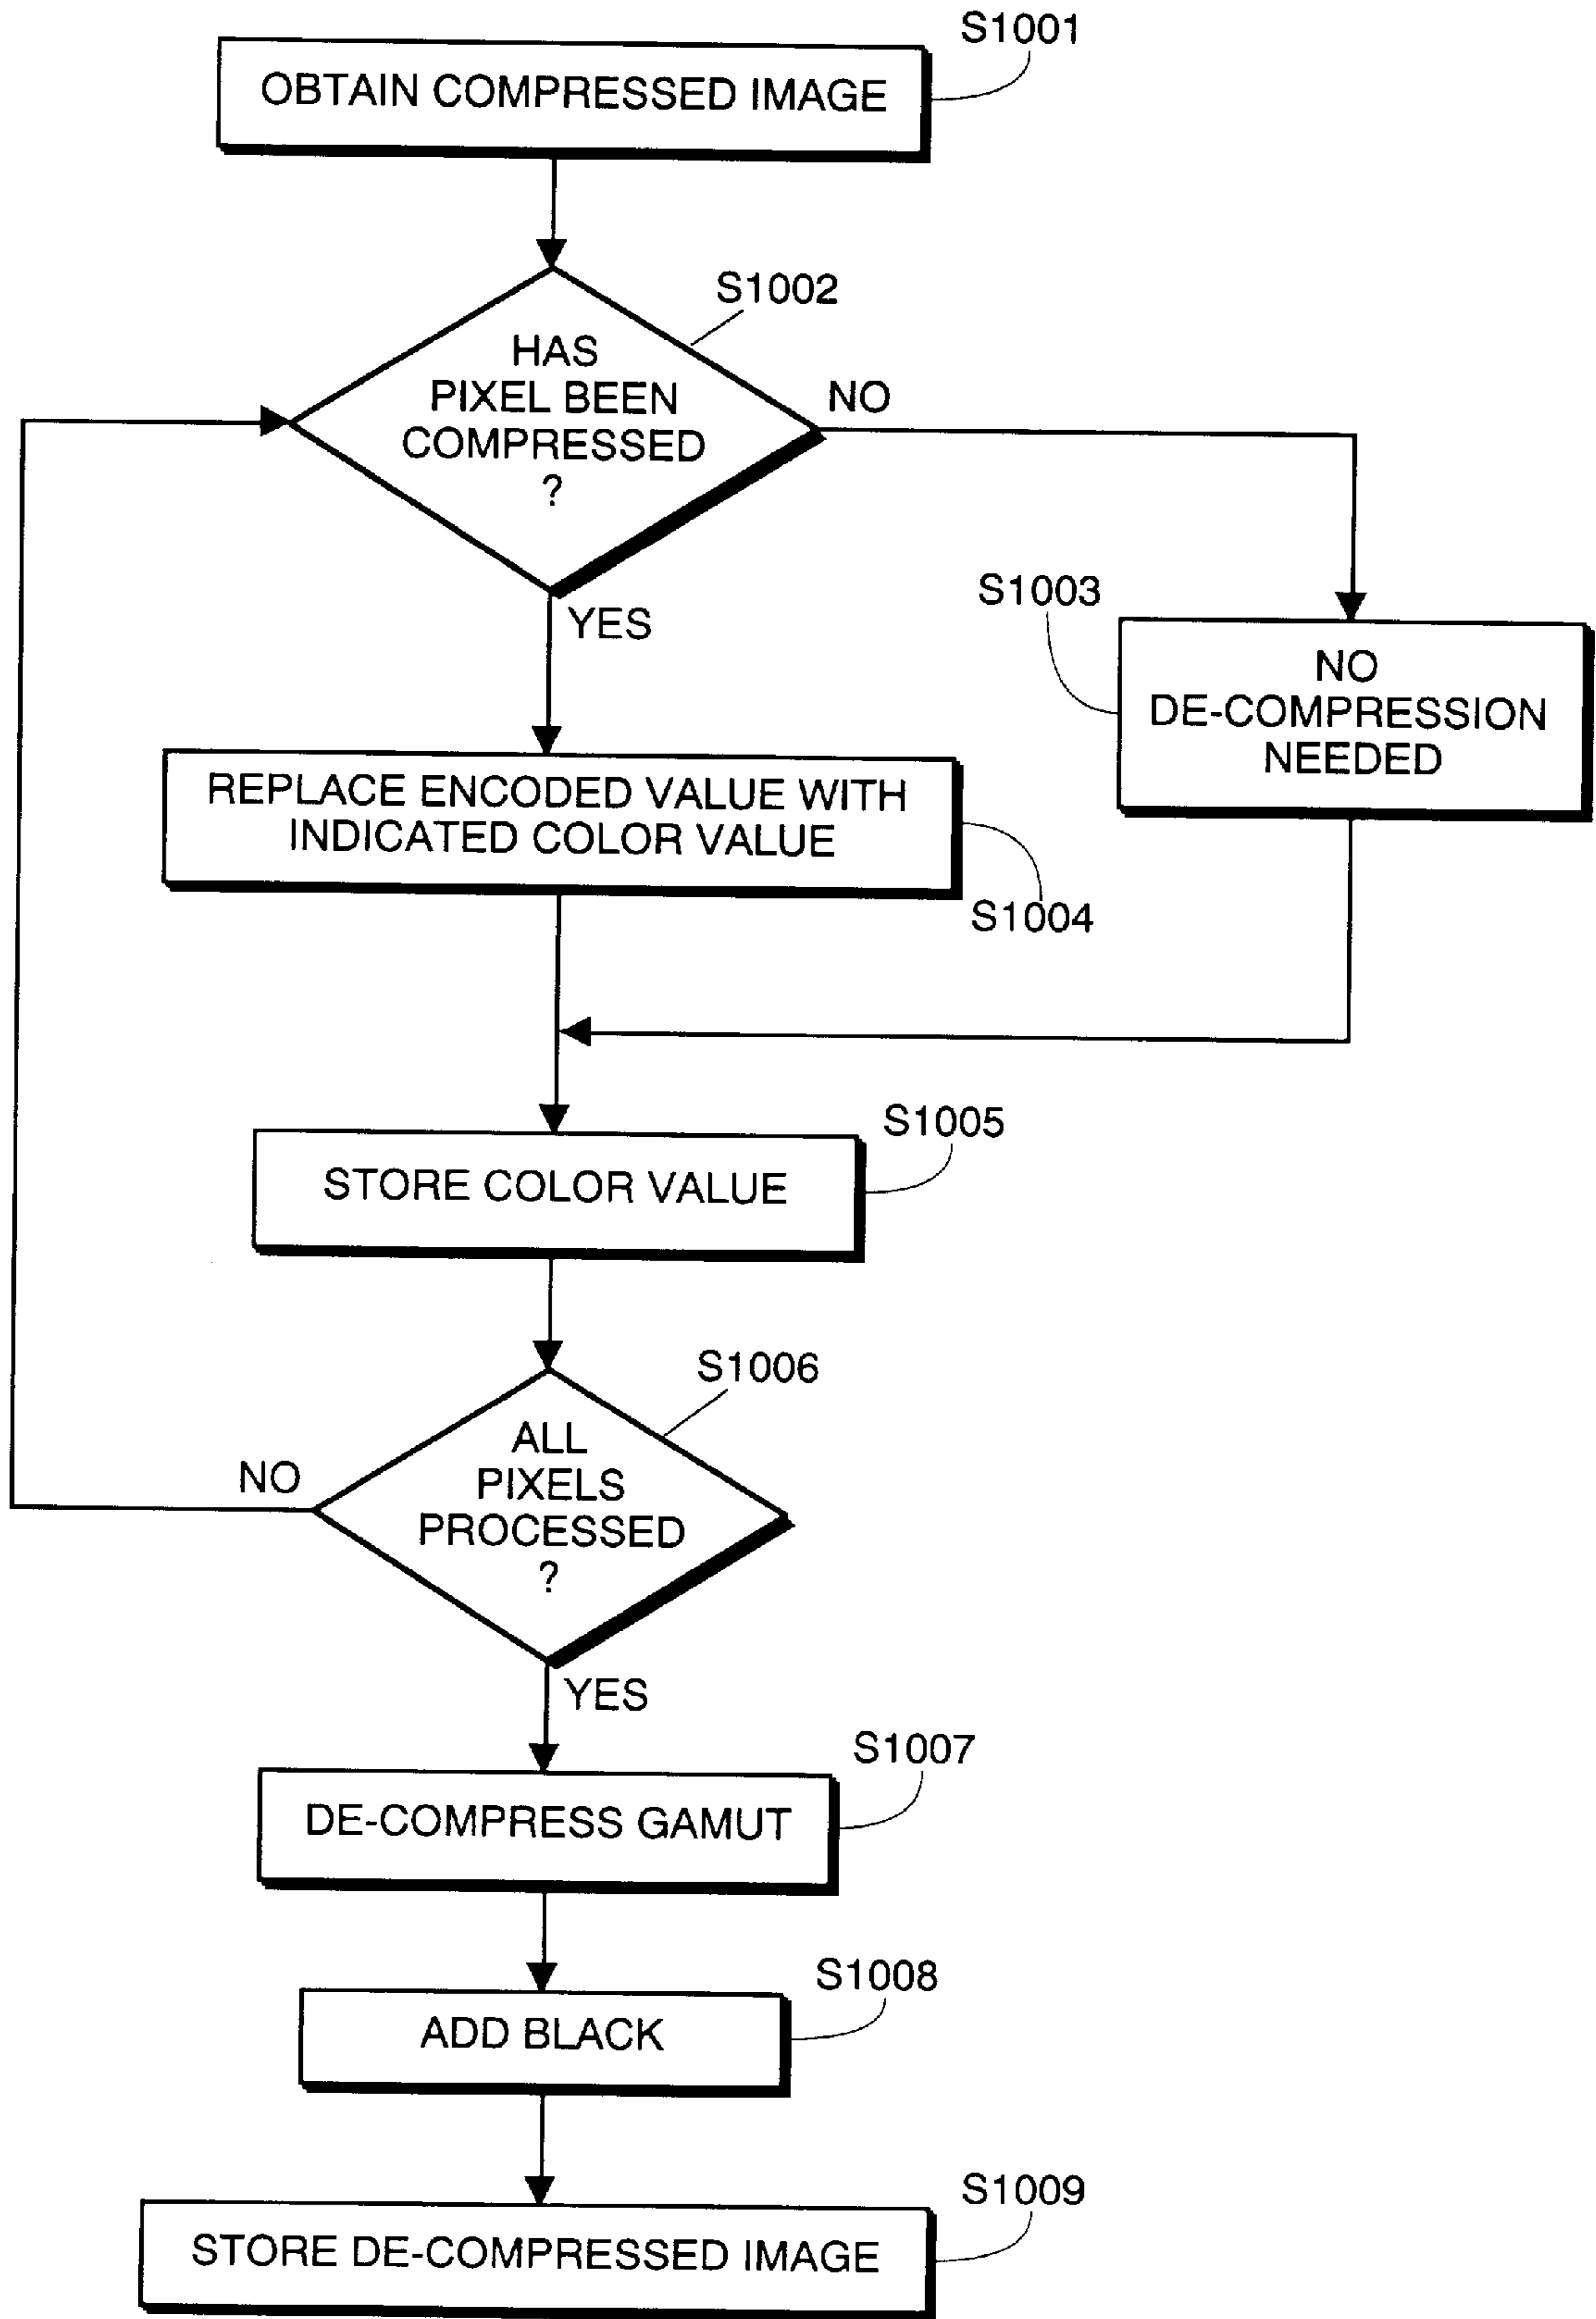 S1001
OBTAIN COMPRESSED IMAGE
S1002
HAS
PIXEL BEEN
COMPRESSED
?
NO
YES
S1003
NO
DE-COMPRESSION
NEEDED
REPLACE ENCODED VALUE WITH
INDICATED COLOR VALUE
S1004
S1005
STORE COLOR VALUE
S1006
ALL
PIXELS
PROCESSED
?
NO
YES
S1007
DE-COMPRESS GAMUT
S1008
ADD BLACK
S1009
STORE DE-COMPRESSED IMAGE